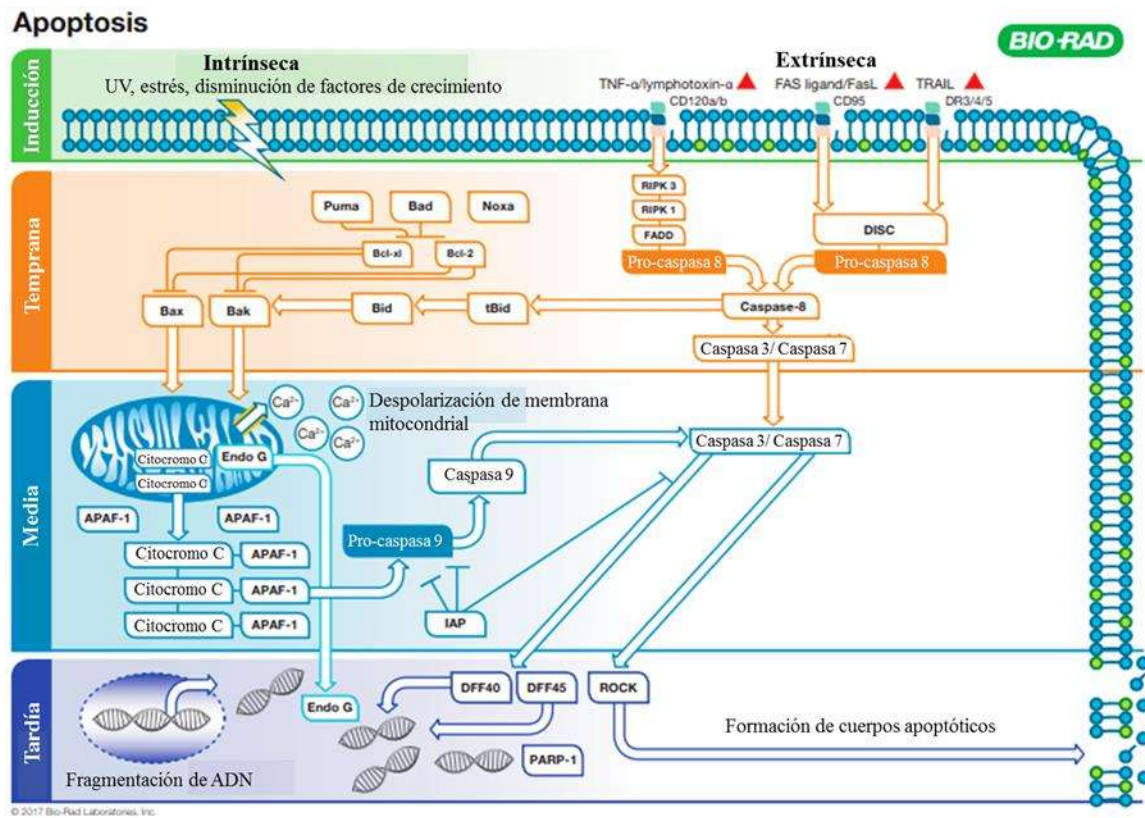 Apoptosis
BIO-RAD
Inducción
Intrínseca
UV, estrés, disminución de factores de crecimiento
Extrínseca
TNF-α/lymphotoxin-α
CD120a/b
FAS ligand/FasL
CD95
TRAIL
DR3/4/5
Temprana
Puma
Bad
Noxa
Bcl-xl
Bcl-2
Bax
Bak
Bid
tBid
RIPK 3
RIPK 1
FADD
Pro-caspasa 8
DISC
Pro-caspasa 8
Caspase-8
Caspasa 3/ Caspasa 7
Media
Ca²⁺
Ca²⁺
Ca²⁺
Ca²⁺
Despolarización de membrana
mitocondrial
Citocromo C
Citocromo C
Endo G
APAF-1
APAF-1
Citocromo C
APAF-1
Citocromo C
APAF-1
Citocromo C
APAF-1
Pro-caspasa 9
Caspasa 9
Caspasa 3/ Caspasa 7
IAP
Tardía
Fragmentación de ADN
Endo G
DFF40
DFF45
ROCK
PARP-1
Formación de cuerpos apoptóticos
© 2017 Bio-Rad Laboratories, Inc.